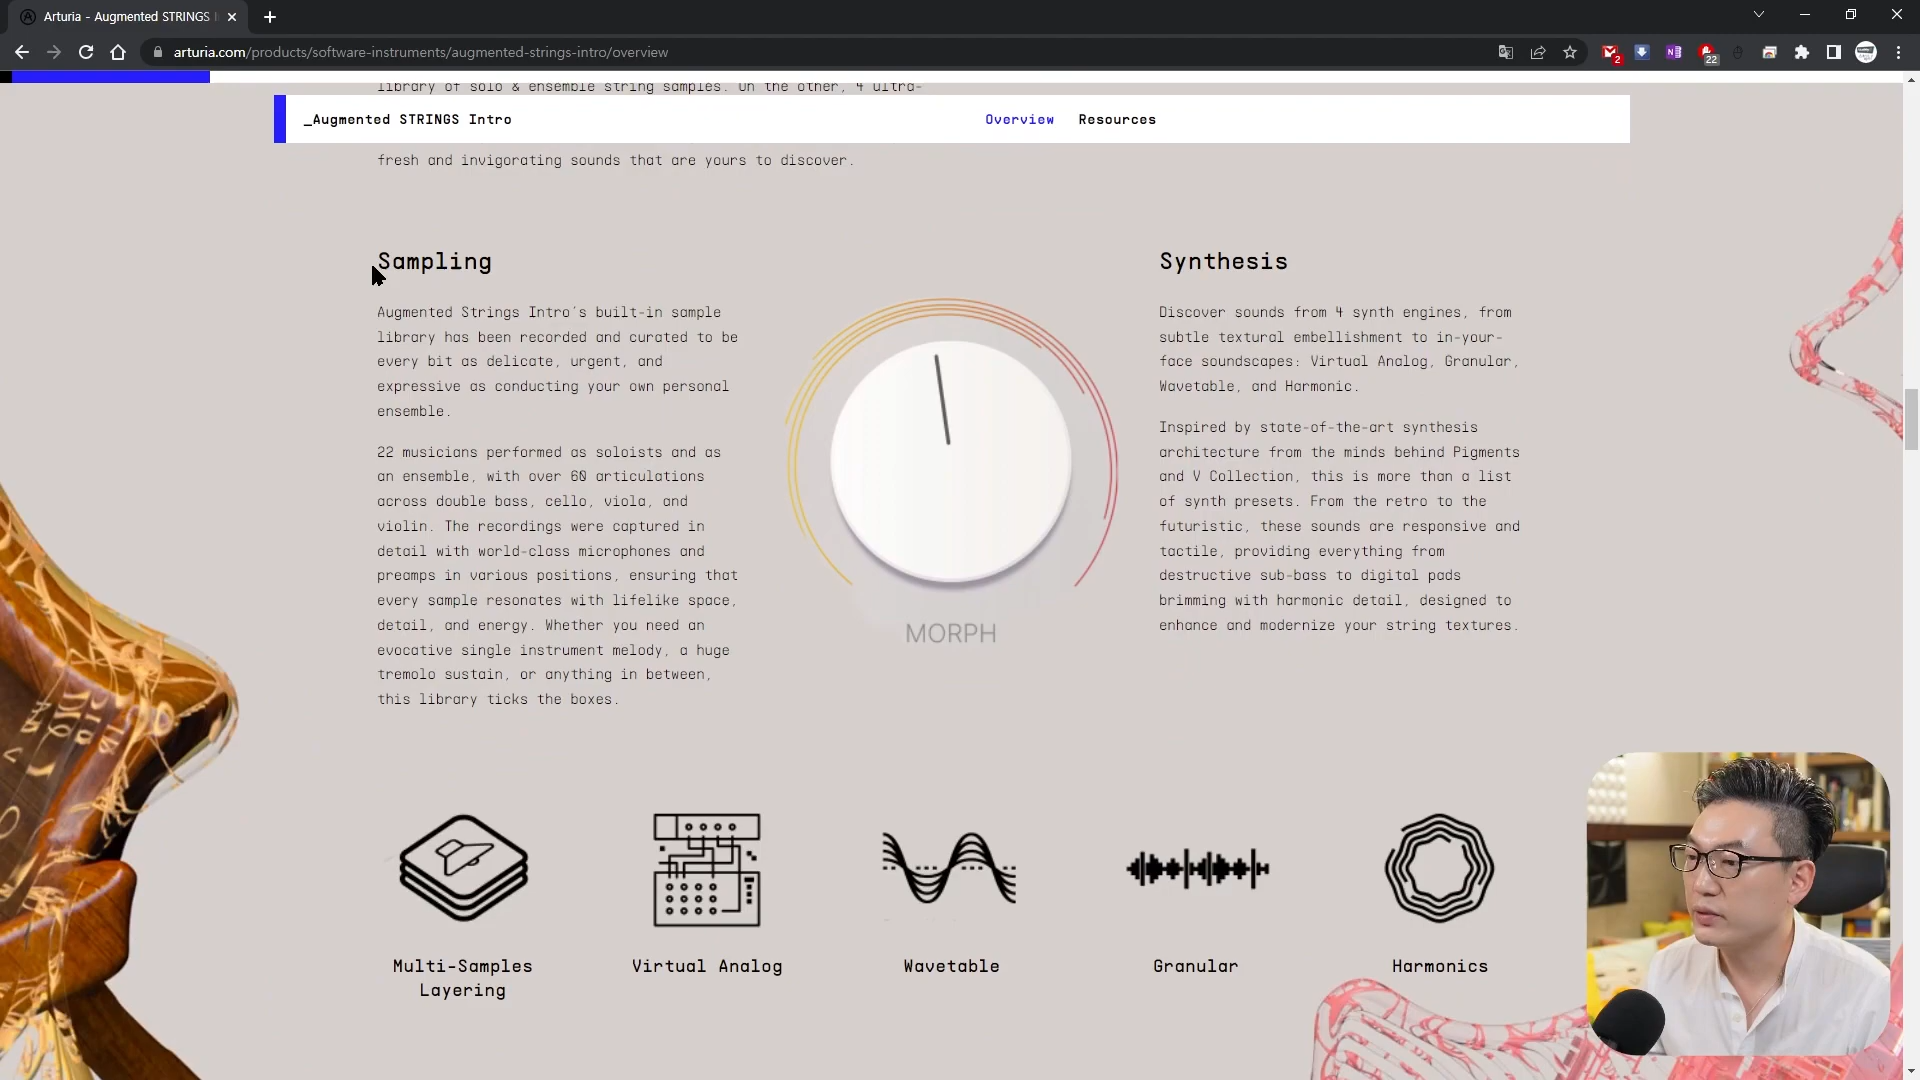 Arturia - Augmented STRINGS
arturia.com/products/software-instruments/augmented-strings-intro/overview
2
22
library of solo & ensemble string samples. On the other, 4 ultra-
_Augmented STRINGS Intro
Overview
Resources
fresh and invigorating sounds that are yours to discover.
Sampling
Augmented Strings Intro's built-in sample
library has been recorded and curated to be
every bit as delicate, urgent, and
expressive as conducting your own personal
ensemble.
22 musicians performed as soloists and as
an ensemble, with over 60 articulations
across double bass, cello, viola, and
violin. The recordings were captured in
detail with world-class microphones and
preamps in various positions, ensuring that
every sample resonates with lifelike space,
detail, and energy. Whether you need an
evocative single instrument melody, a huge
tremolo sustain, or anything in between,
this library ticks the boxes.
MORPH
Synthesis
Discover sounds from 4 synth engines, from
subtle textural embellishment to in-your-
face soundscapes: Virtual Analog, Granular,
Wavetable, and Harmonic.
Inspired by state-of-the-art synthesis
architecture from the minds behind Pigments
and V Collection, this is more than a list
of synth presets. From the retro to the
futuristic, these sounds are responsive and
tactile, providing everything from
destructive sub-bass to digital pads
brimming with harmonic detail, designed to
enhance and modernize your string textures.
Multi-Samples
Layering
Virtual Analog
Wavetable
Granular
Harmonics